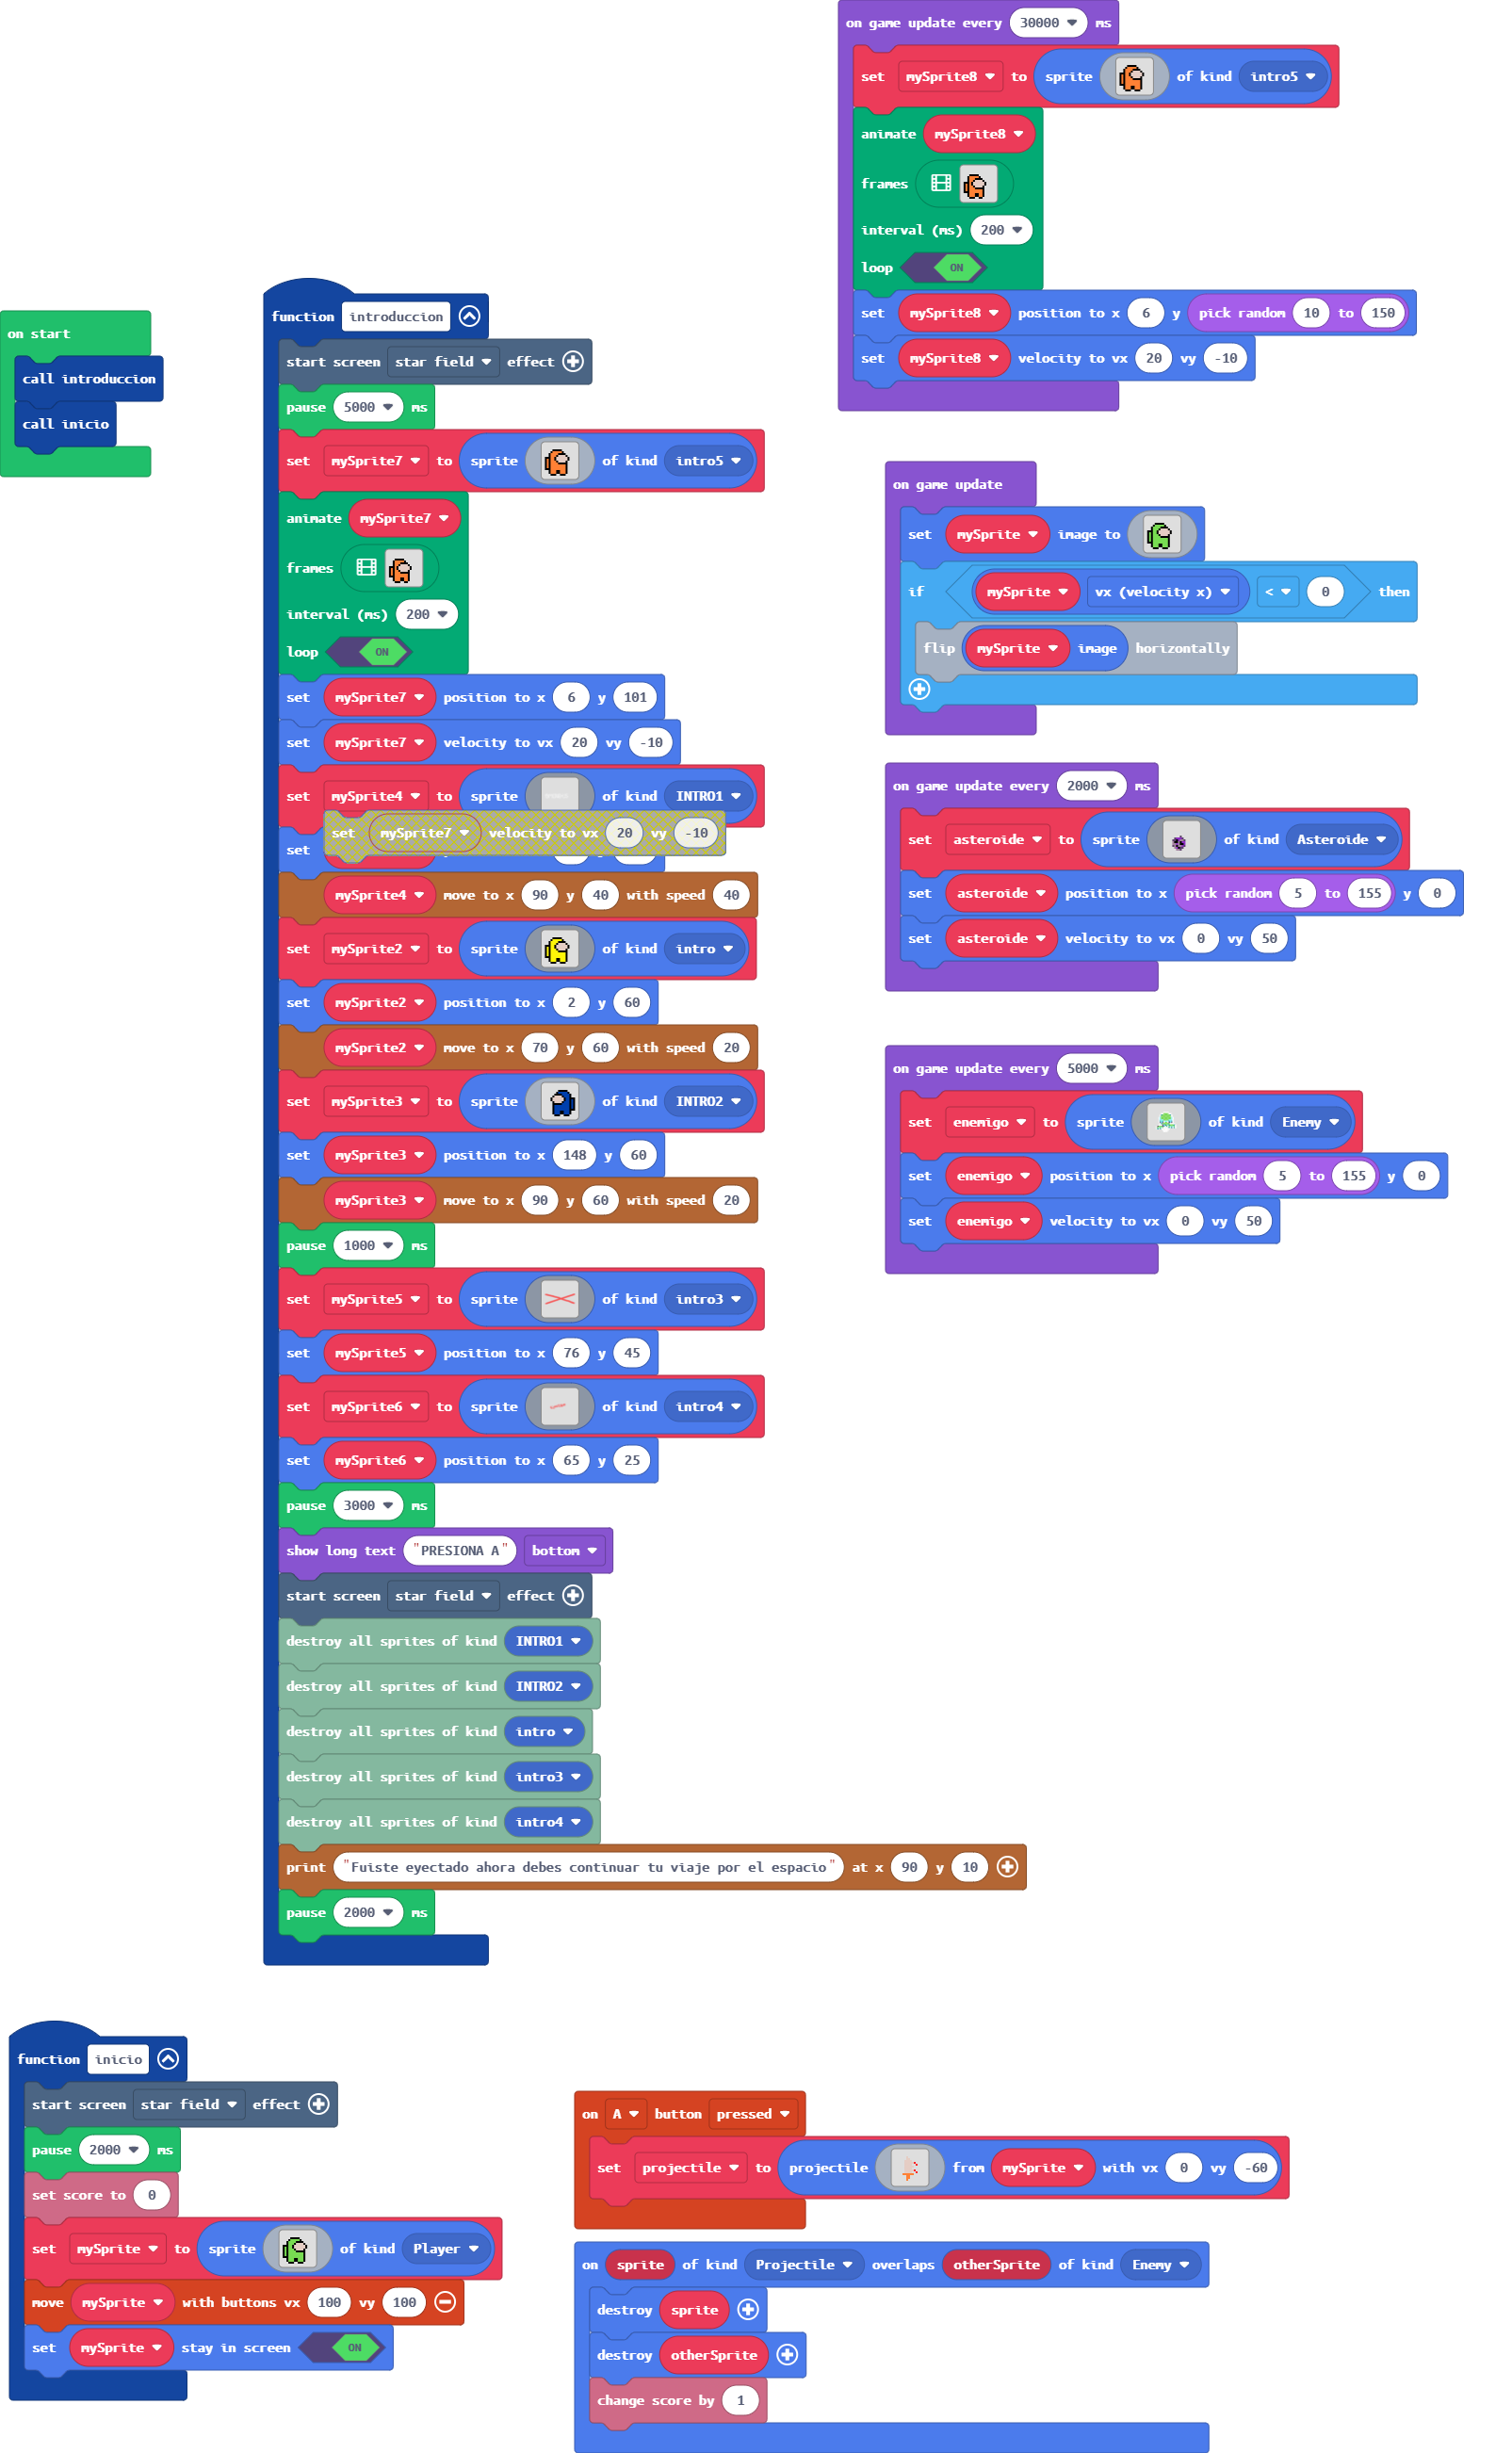 on start
call introduccion
call inicio
function introduccion
start screen star field effect
pause 5000 ms
set mySprite7 to sprite of kind intro5
animate mySprite7
frames
interval (ms) 200
loop ON
set mySprite7 position to x 6 y 101
set mySprite7 velocity to vx 20 vy -10
set mySprite4 to sprite of kind INTRO1
set mySprite7 velocity to vx 20 vy -10
set
mySprite4 move to x 90 y 40 with speed 40
set mySprite2 to sprite of kind intro
set mySprite2 position to x 2 y 60
mySprite2 move to x 70 y 60 with speed 20
set mySprite3 to sprite of kind INTRO2
set mySprite3 position to x 148 y 60
mySprite3 move to x 90 y 60 with speed 20
pause 1000 ms
set mySprite5 to sprite of kind intro3
set mySprite5 position to x 76 y 45
set mySprite6 to sprite of kind intro4
set mySprite6 position to x 65 y 25
pause 3000 ms
show long text "PRESIONA A" bottom
start screen star field effect
destroy all sprites of kind INTRO1
destroy all sprites of kind INTRO2
destroy all sprites of kind intro
destroy all sprites of kind intro3
destroy all sprites of kind intro4
print "Fuiste eyectado ahora debes continuar tu viaje por el espacio" at x 90 y 10
pause 2000 ms
on game update every 30000 ms
set mySprite8 to sprite of kind intro5
animate mySprite8
frames
interval (ms) 200
loop ON
set mySprite8 position to x 6 y pick random 10 to 150
set mySprite8 velocity to vx 20 vy -10
on game update
set mySprite image to
if mySprite vx (velocity x) < 0 then
flip mySprite image horizontally
on game update every 2000 ms
set asteroide to sprite of kind Asteroide
set asteroide position to x pick random 5 to 155 y 0
set asteroide velocity to vx 0 vy 50
on game update every 5000 ms
set enemigo to sprite of kind Enemy
set enemigo position to x pick random 5 to 155 y 0
set enemigo velocity to vx 0 vy 50
function inicio
start screen star field effect
pause 2000 ms
set score to 0
set mySprite to sprite of kind Player
move mySprite with buttons vx 100 vy 100
set mySprite stay in screen ON
on A button pressed
set projectile to projectile from mySprite with vx 0 vy -60
on sprite of kind Projectile overlaps otherSprite of kind Enemy
destroy sprite
destroy otherSprite
change score by 1